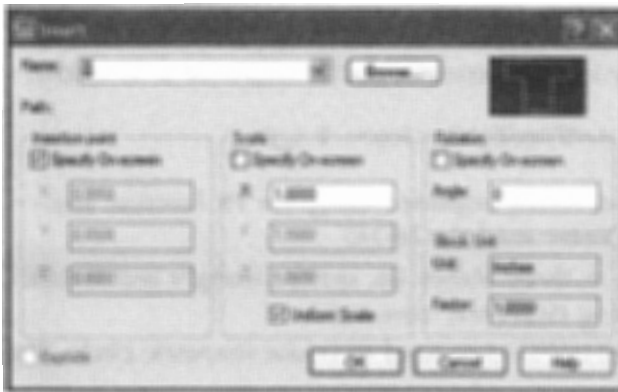 Insert
Name:
Browse...
Path:
Insertion point
Scale
Rotation
Specify On-screen
Specify On-screen
Specify On-screen
X:
X:
1.0000
Angle:
0
Y:
Y:
Block Unit
Z:
Z:
Unit:
Inches
Uniform Scale
Factor:
1.0000
Explode
OK
Cancel
Help